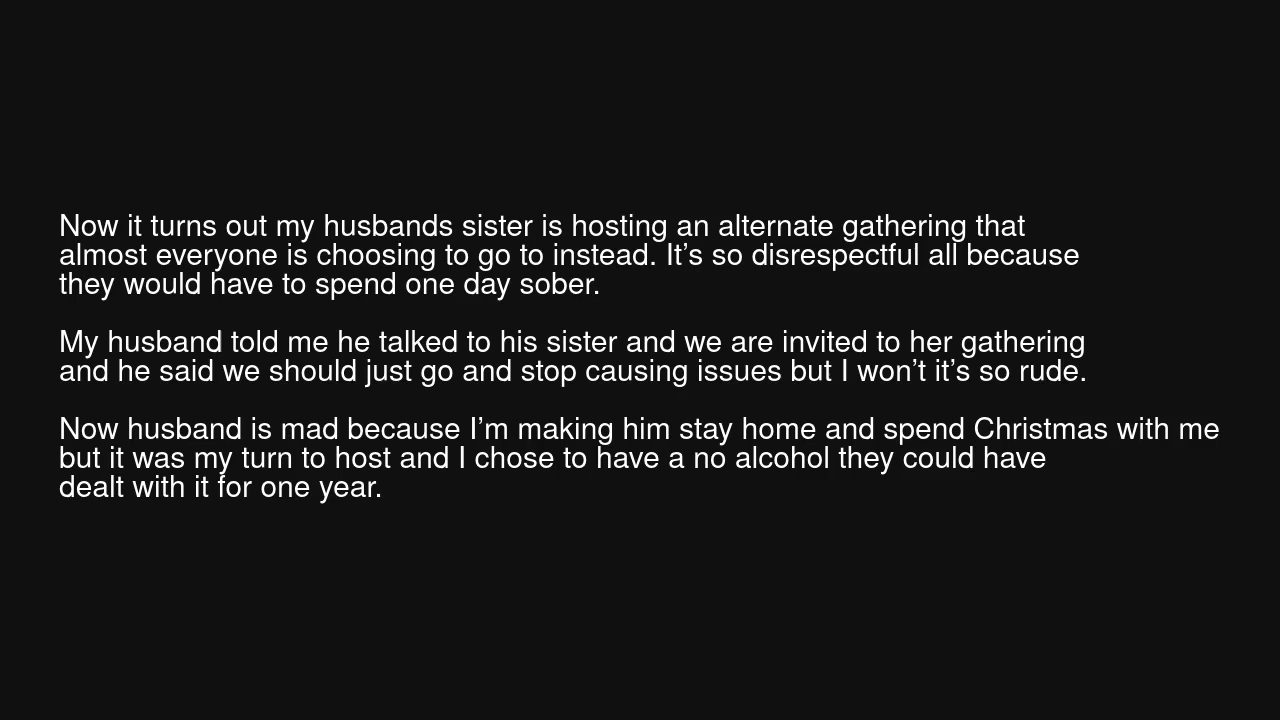 Now it turns out my husbands sister is hosting an alternate gathering that
almost everyone is choosing to go to instead. It’s so disrespectful all because
they would have to spend one day sober.
My husband told me he talked to his sister and we are invited to her gathering
and he said we should just go and stop causing issues but I won’t it’s so rude.
Now husband is mad because I’m making him stay home and spend Christmas with me
but it was my turn to host and I chose to have a no alcohol they could have
dealt with it for one year.